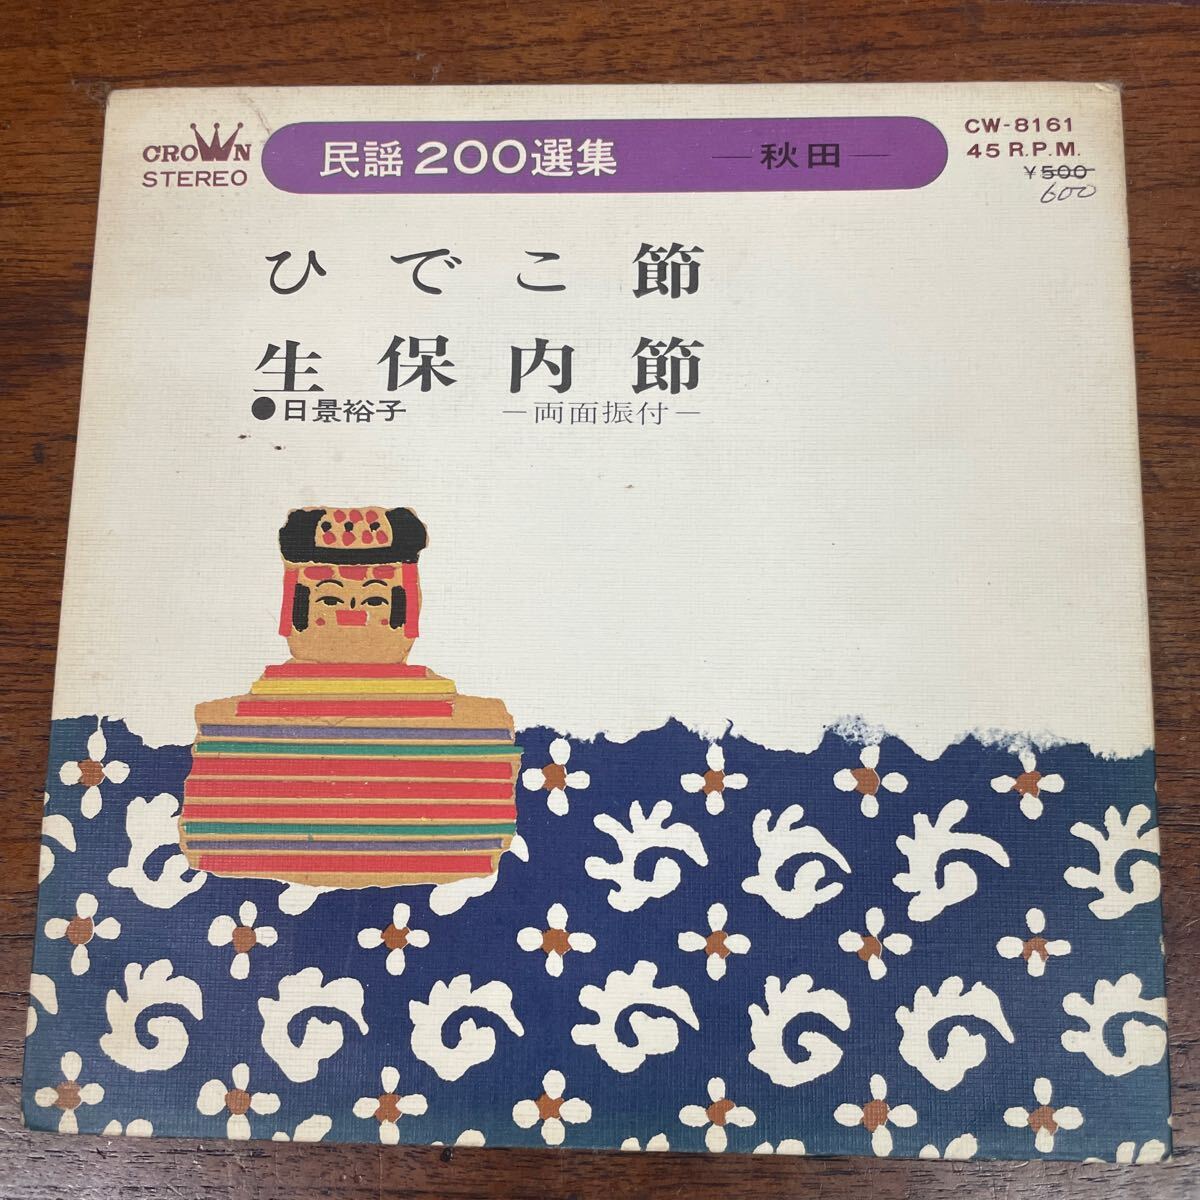 CROWN
STEREO
民謡200選集 ―秋田―
CW-8161
45 R.P.M.
¥500
600
ひでこ節
生保内節
●日景裕子 ―両面振付―